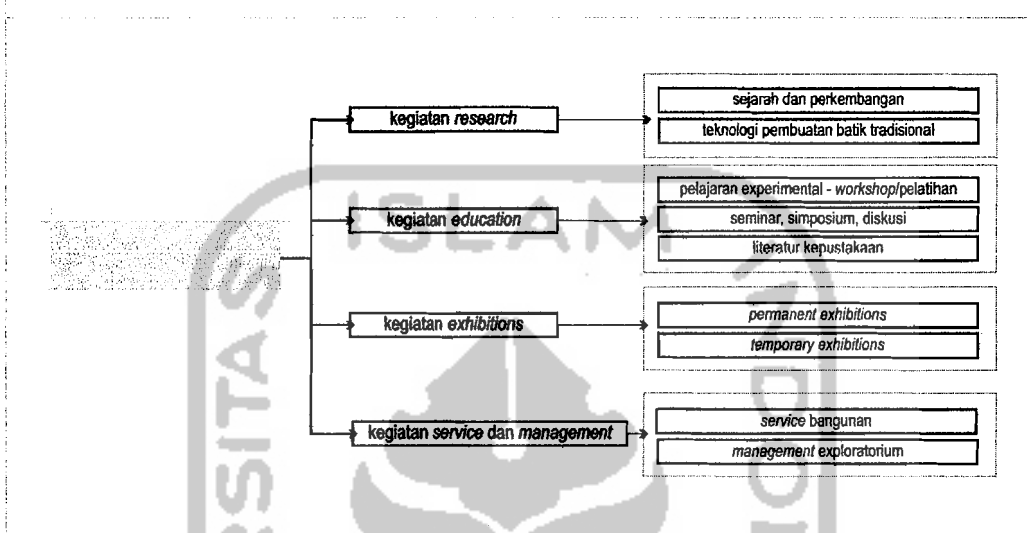 kegiatan research
sejarah dan perkembangan
teknologi pembuatan batik tradisional
kegiatan education
pelajaran experimental - workshop/pelatihan
seminar, simposium, diskusi
literatur kepustakaan
kegiatan exhibitions
permanent exhibitions
temporary exhibitions
kegiatan service dan management
service bangunan
management exploratorium
ISLAM